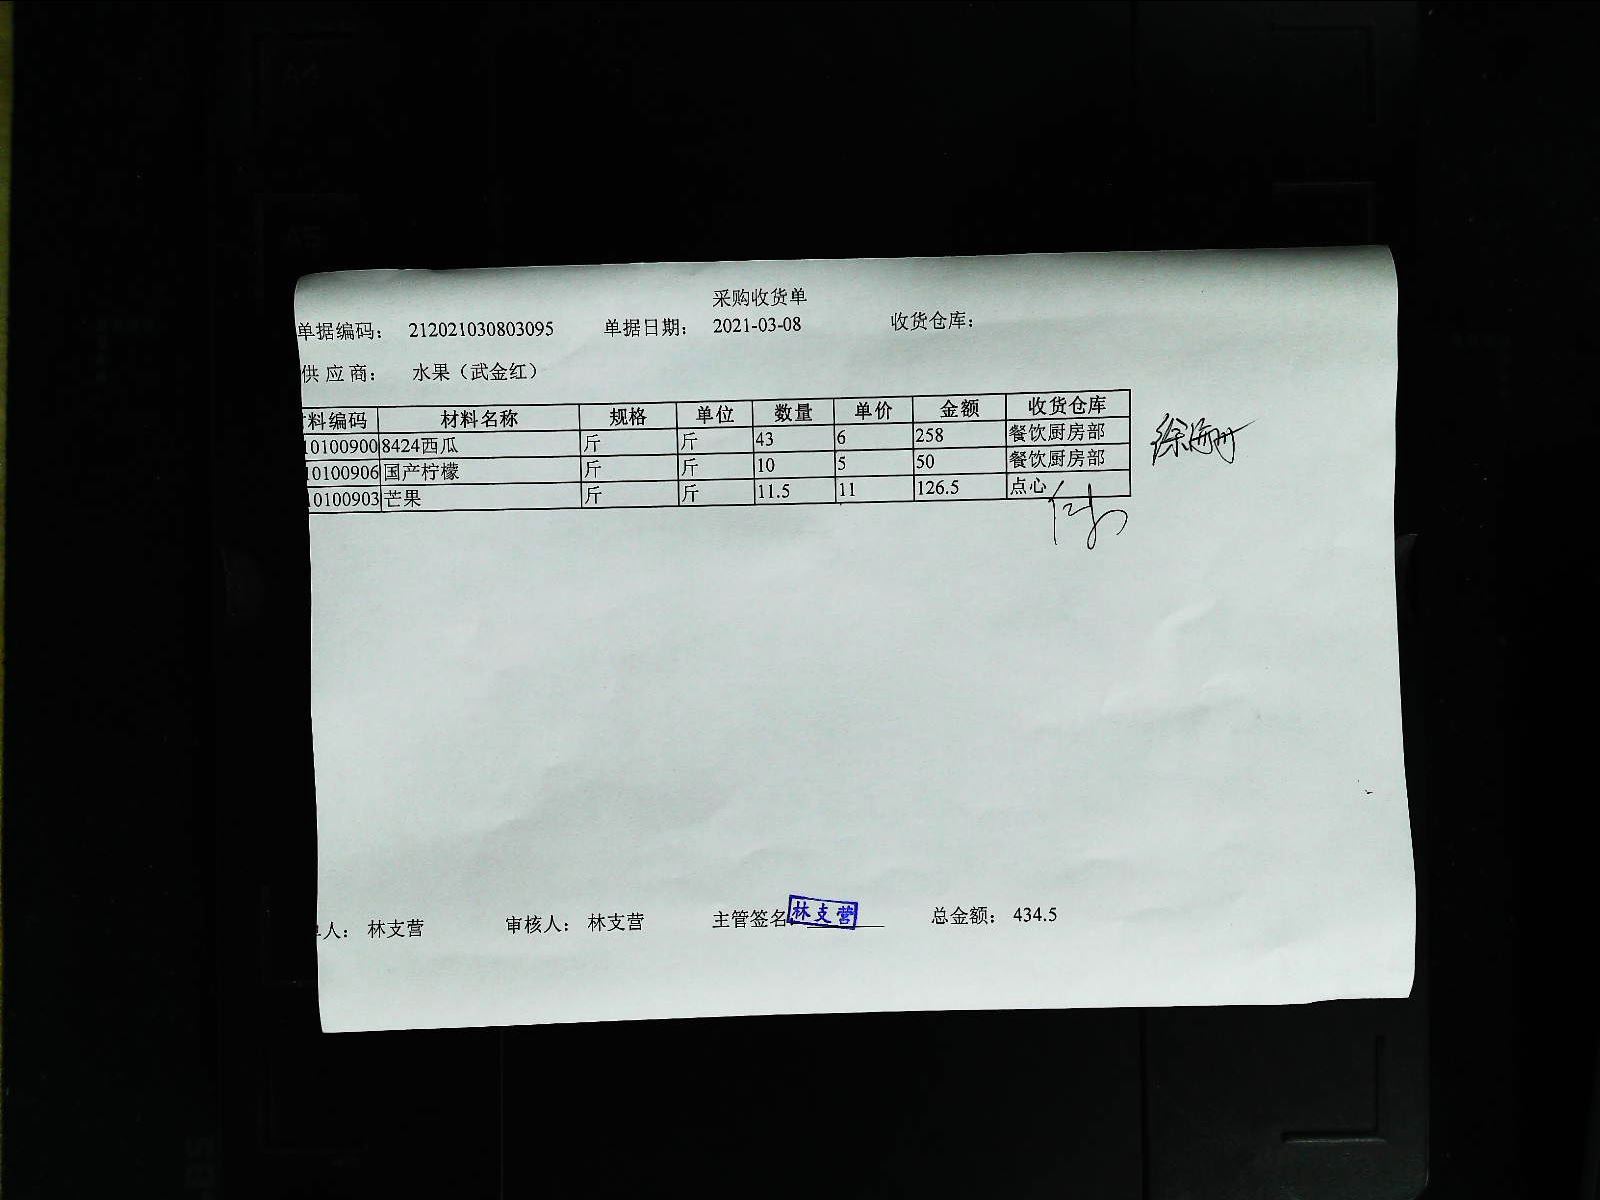 采购收货单
单据编码： 212021030803095 单据日期： 2021-03-08 收货仓库：
供应商： 水果（武金红）
料编码 材料名称 规格 单位 数量 单价 金额 收货仓库
10100900 8424西瓜 斤 斤 43 6 258 餐饮厨房部
10100906 国产柠檬 斤 斤 10 5 50 餐饮厨房部
10100903 芒果 斤 斤 11.5 11 126.5 点心
人： 林支营 审核人： 林支营 主管签名 林支营 总金额： 434.5